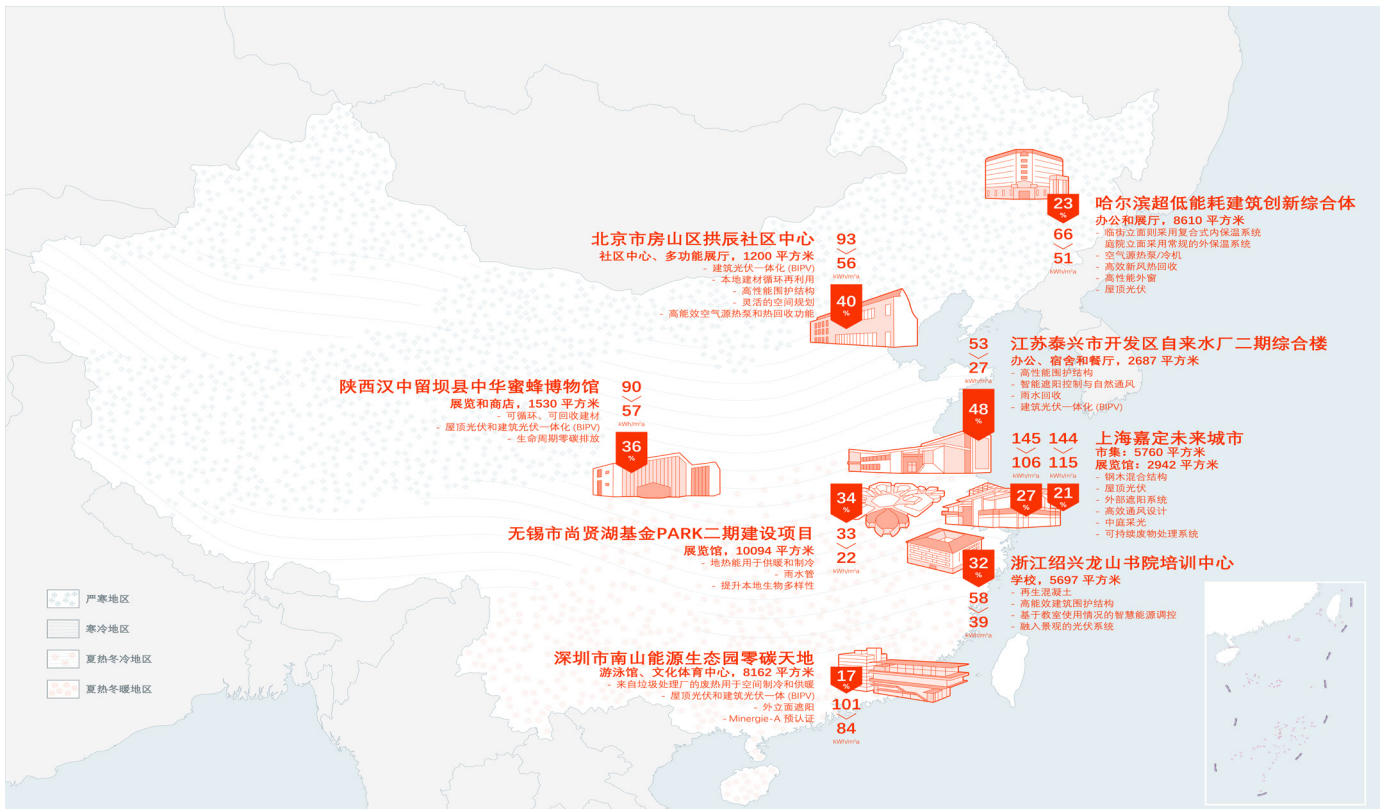 23
%
66
51
kWh/m²a
哈尔滨超低能耗建筑创新综合体
办公和展厅，8610 平方米
- 临街立面则采用复合式内保温系统
庭院立面采用常规的外保温系统
- 空气源热泵/冷机
- 高效新风热回收
- 高性能外窗
- 屋顶光伏
北京市房山区拱辰社区中心
社区中心、多功能展厅，1200 平方米
- 建筑光伏一体化 (BIPV)
- 本地建材循环再利用
- 高性能围护结构
- 灵活的空间规划
- 高能效空气源热泵和热回收功能
93
56
kWh/m²a
40
%
53
27
kWh/m²a
48
%
江苏泰兴市开发区自来水厂二期综合楼
办公、宿舍和餐厅，2687 平方米
- 高性能围护结构
- 智能遮阳控制与自然通风
- 雨水回收
- 建筑光伏一体化 (BIPV)
陕西汉中留坝县中华蜜蜂博物馆
展览和商店，1530 平方米
- 可循环、可回收建材
- 屋顶光伏和建筑光伏一体化 (BIPV)
- 生命周期零碳排放
90
57
kWh/m²a
36
%
145 144
106 115
kWh/m²a kWh/m²a
27 21
% %
上海嘉定未来城市
市集：5760 平方米
展览馆：2942 平方米
- 钢木混合结构
- 屋顶光伏
- 外部遮阳系统
- 高效通风设计
- 中庭采光
- 可持续废物处理系统
无锡市尚贤湖基金PARK二期建设项目
展览馆，10094 平方米
- 地热能用于供暖和制冷
- 雨水管
- 提升本地生物多样性
34
%
33
22
kWh/m²a
32
%
58
39
kWh/m²a
浙江绍兴龙山书院培训中心
学校，5697 平方米
- 再生混凝土
- 高能效建筑围护结构
- 基于教室使用情况的智慧能源调控
- 融入景观的光伏系统
深圳市南山能源生态园零碳天地
游泳馆、文化体育中心，8162 平方米
- 来自垃圾处理厂的废热用于空间制冷和供暖
- 屋顶光伏和建筑光伏一体 (BIPV)
- 外立面遮阳
- Minergie-A 预认证
17
%
101
84
kWh/m²a
严寒地区
寒冷地区
夏热冬冷地区
夏热冬暖地区